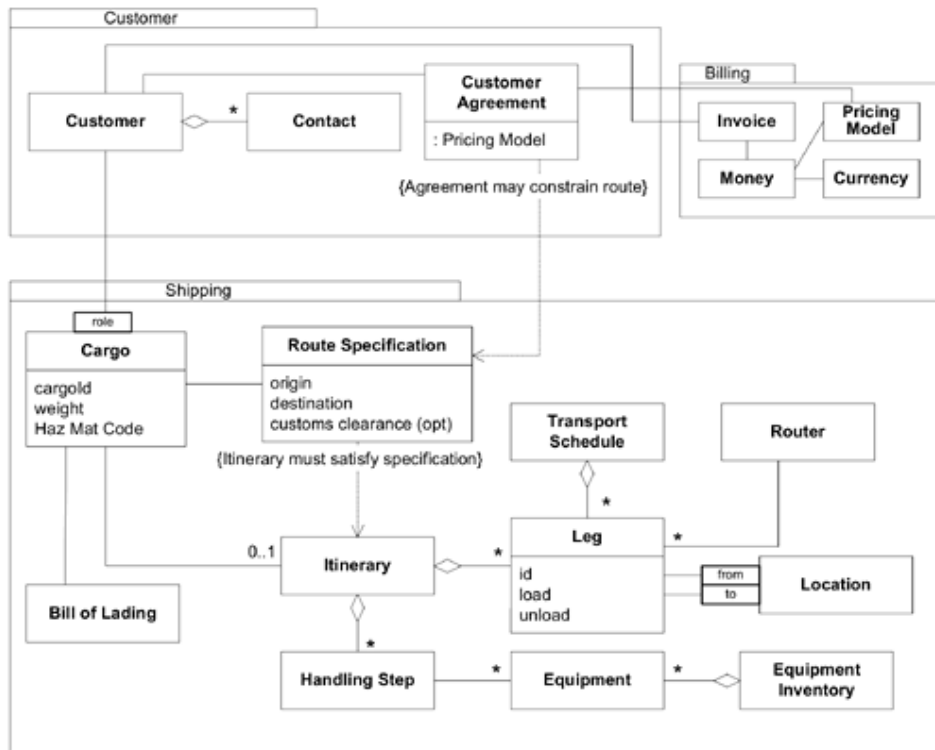 Customer
Billing
Customer
Agreement
: Pricing Model
Customer
*
Contact
Invoice
Pricing
Model
Money
Currency
{Agreement may constrain route}
Shipping
role
Cargo
cargoId
weight
Haz Mat Code
Route Specification
origin
destination
customs clearance (opt)
{Itinerary must satisfy specification}
Transport
Schedule
*
Router
0..1
Itinerary
*
Leg
id
load
unload
*
from
to
Location
Bill of Lading
*
Handling Step
*
Equipment
*
Equipment
Inventory